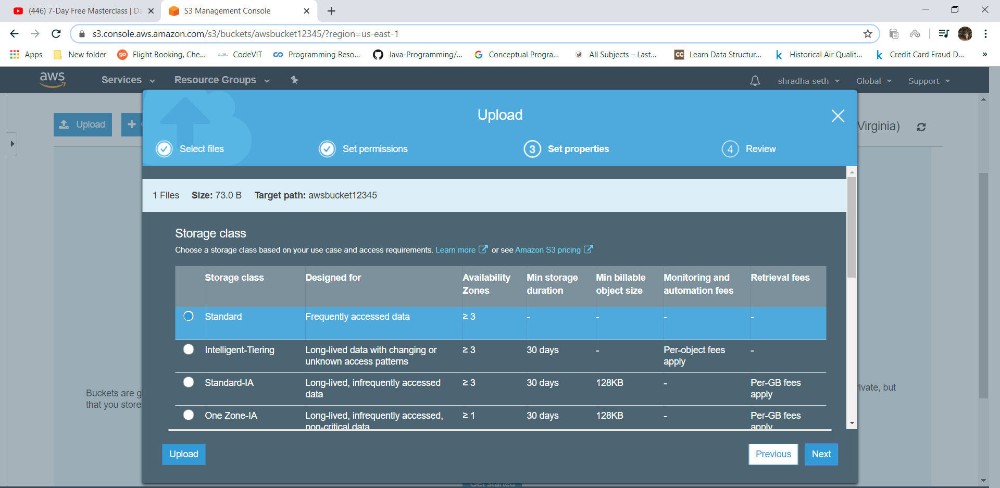 (446) 7-Day Free Masterclass | Da
S3 Management Console
s3.console.aws.amazon.com/s3/buckets/awsbucket12345/?region=us-east-1
Apps New folder go Flight Booking, Che... CodeVIT Programming Reso... Java-Programming/... G Conceptual Progra... All Subjects – Last... CC Learn Data Structur... k Historical Air Qualit... k Credit Card Fraud D... »
aws Services Resource Groups shradha seth Global Support
Upload
Upload
Virginia)
Select files Set permissions 3 Set properties 4 Review
1 Files Size: 73.0 B Target path: awsbucket12345
Storage class
Choose a storage class based on your use case and access requirements. Learn more or see Amazon S3 pricing
Storage class Designed for Availability Zones Min storage duration Min billable object size Monitoring and automation fees Retrieval fees
Standard Frequently accessed data ≥ 3 - - - -
Intelligent-Tiering Long-lived data with changing or unknown access patterns ≥ 3 30 days - Per-object fees apply -
Standard-IA Long-lived, infrequently accessed data ≥ 3 30 days 128KB - Per-GB fees apply
One Zone-IA Long-lived, infrequently accessed, non-critical data ≥ 1 30 days 128KB - Per-GB fees apply
Buckets are g
that you store
ivate, but
Upload Previous Next
Get started